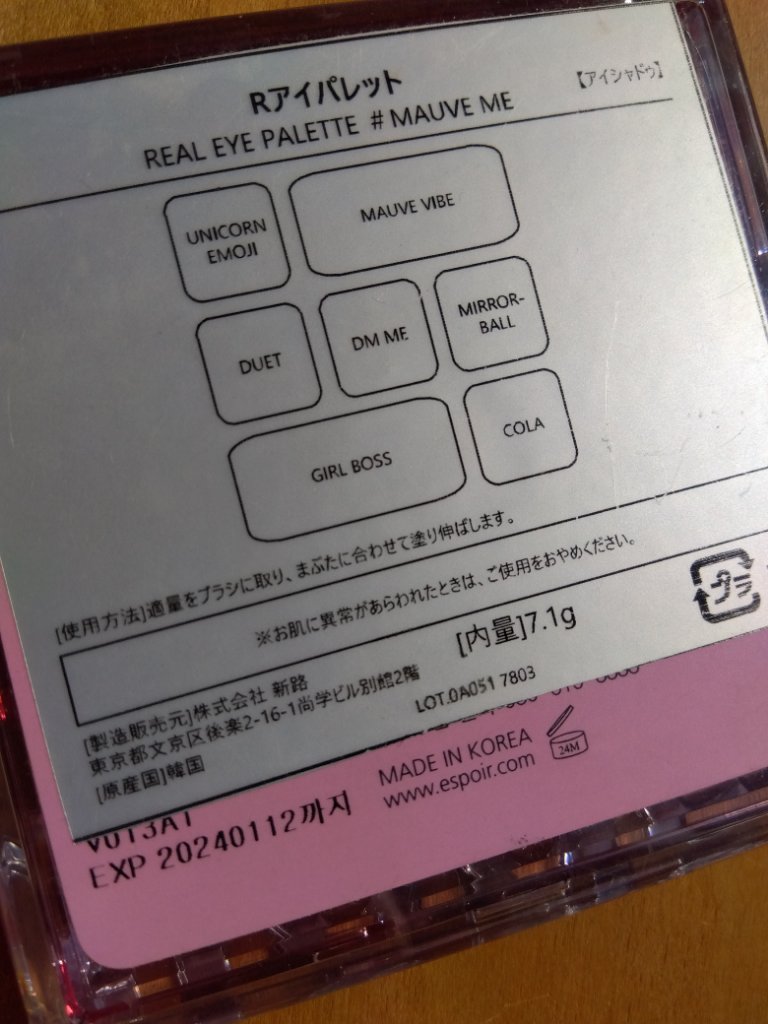 Rアイパレット
【アイシャドゥ】
REAL EYE PALETTE #MAUVE ME
UNICORN
EMOJI
MAUVE VIBE
DUET
DM ME
MIRROR-
BALL
GIRL BOSS
COLA
[使用方法]適量をブラシに取り、まぶたに合わせて塗り伸ばします。
※お肌に異常があらわれたときは、ご使用をおやめください。
[内量]7.1g
プラ
[製造販売元]株式会社 新路
東京都文京区後楽2-16-1尚学ビル別館2階
[原産国]韓国
LOT.0A051 7803
MADE IN KOREA
24M
www.espoir.com
EXP 20240112까지